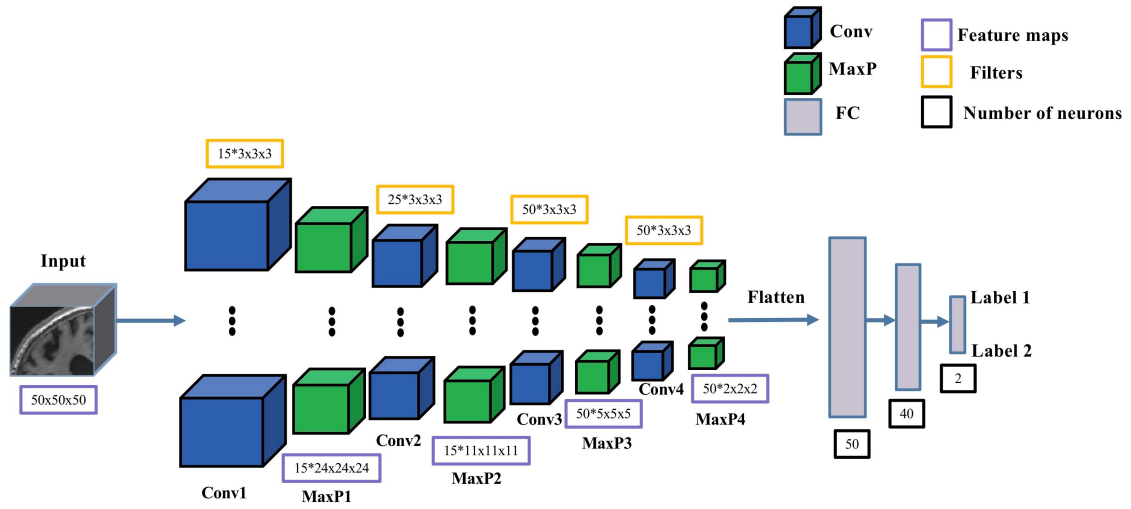 Conv
Feature maps
MaxP
Filters
FC
Number of neurons
15*3x3x3
25*3x3x3
50*3x3x3
50*3x3x3
Input
Flatten
Label 1
Label 2
50x50x50
2
40
50
Conv1
15*24x24x24
MaxP1
Conv2
15*11x11x11
MaxP2
Conv3
50*5x5x5
MaxP3
Conv4
50*2x2x2
MaxP4